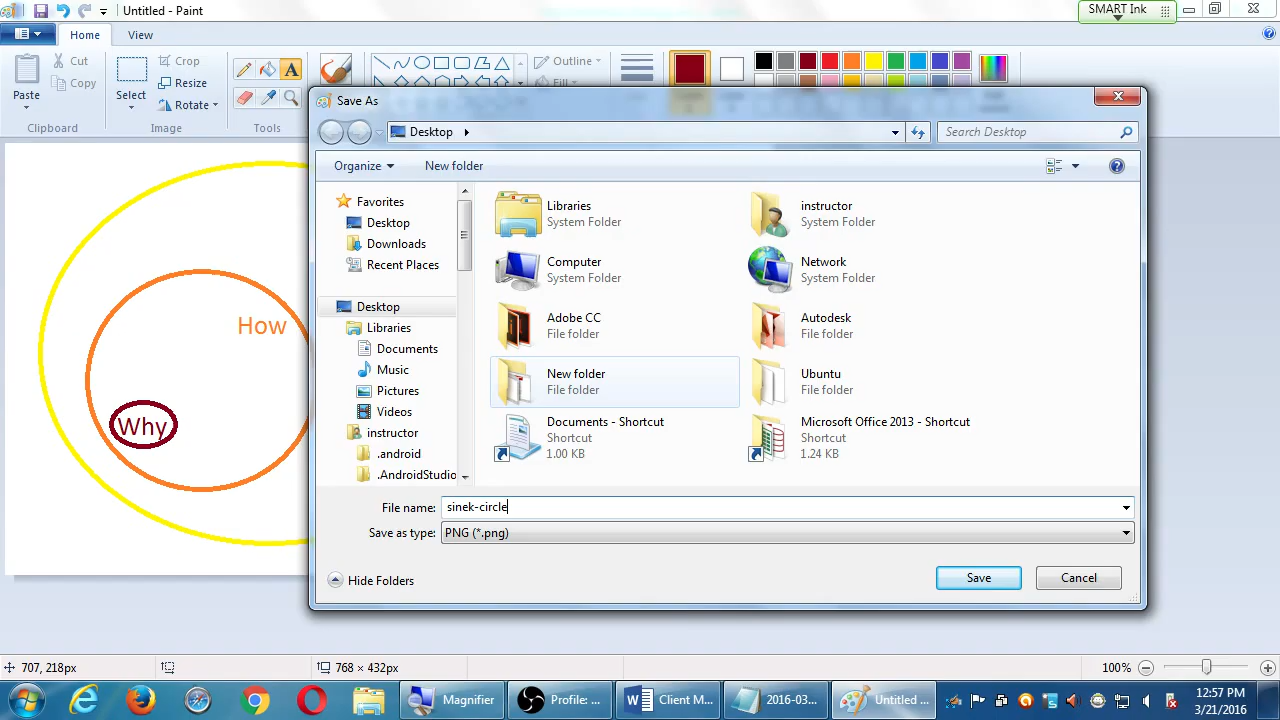 Untitled - Paint
SMART Ink
Home
View
Paste
Cut
Copy
Clipboard
Select
Crop
Resize
Rotate
Image
A
Tools
Outline
Fill
Save As
Desktop
Search Desktop
Organize
New folder
Favorites
Desktop
Downloads
Recent Places
Desktop
Libraries
Documents
Music
Pictures
Videos
instructor
.android
.AndroidStudio
Libraries
System Folder
instructor
System Folder
Computer
System Folder
Network
System Folder
Adobe CC
File folder
Autodesk
File folder
New folder
File folder
Ubuntu
File folder
Documents - Shortcut
Shortcut
1.00 KB
Microsoft Office 2013 - Shortcut
Shortcut
1.24 KB
File name: sinek-circle
Save as type: PNG (*.png)
Hide Folders
Save
Cancel
How
Why
707, 218px
768 × 432px
100%
Magnifier
Profile: ...
Client M...
2016-03...
Untitled ...
12:57 PM
3/21/2016